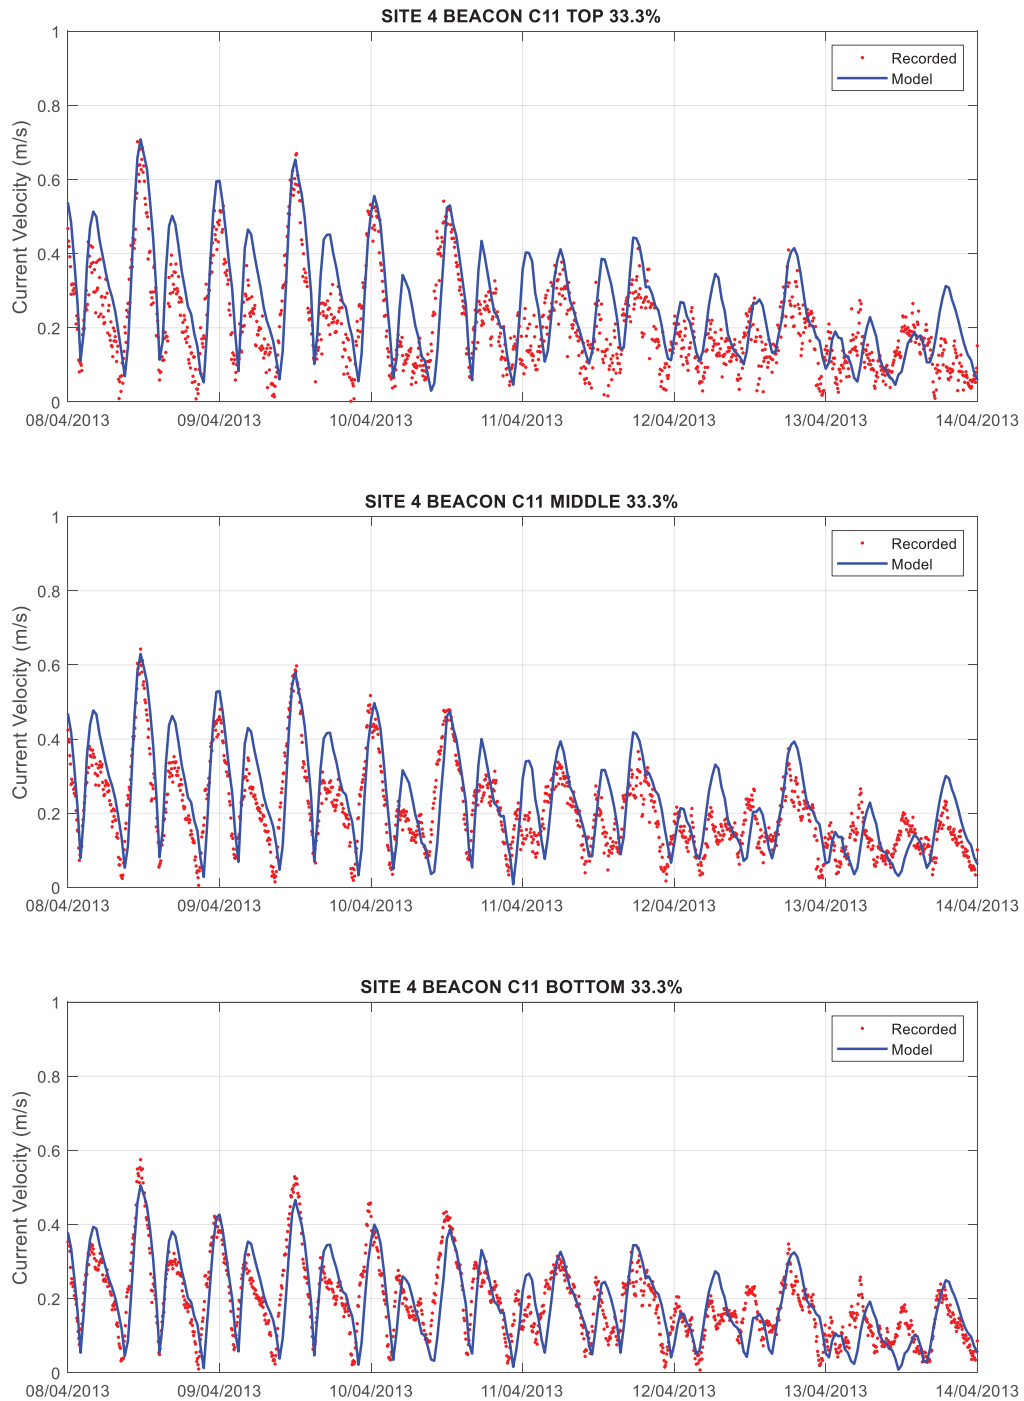 SITE 4 BEACON C11 TOP 33.3%
1
0.8
0.6
0.4
0.2
0
Current Velocity (m/s)
Recorded
Model
08/04/2013 09/04/2013 10/04/2013 11/04/2013 12/04/2013 13/04/2013 14/04/2013
SITE 4 BEACON C11 MIDDLE 33.3%
1
0.8
0.6
0.4
0.2
0
Current Velocity (m/s)
Recorded
Model
08/04/2013 09/04/2013 10/04/2013 11/04/2013 12/04/2013 13/04/2013 14/04/2013
SITE 4 BEACON C11 BOTTOM 33.3%
1
0.8
0.6
0.4
0.2
0
Current Velocity (m/s)
Recorded
Model
08/04/2013 09/04/2013 10/04/2013 11/04/2013 12/04/2013 13/04/2013 14/04/2013